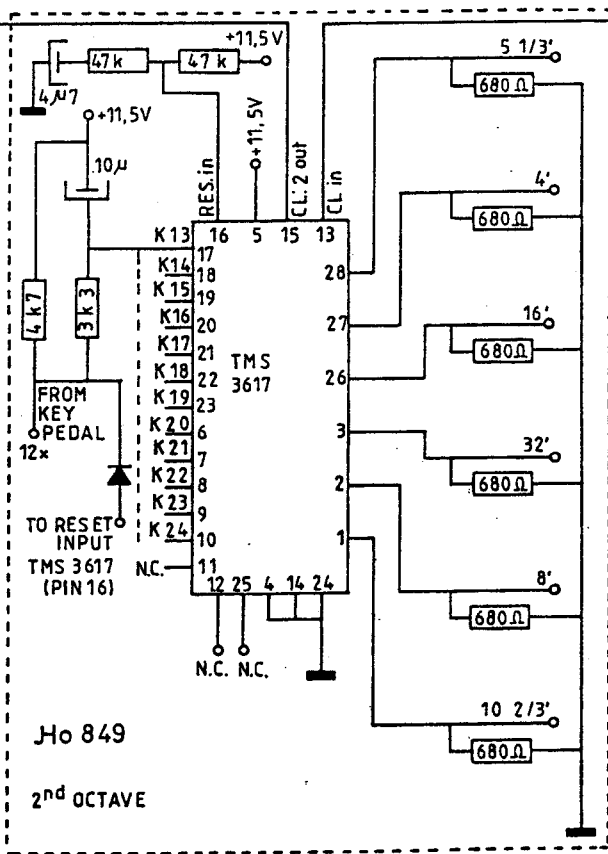 +11,5V
5 1/3'
47k
47 k
680Ω
4µ7
+11,5V
+11,5V
10µ
RES. in
CL: 2 out
CL in
4'
680Ω
K13
16
5
15
13
17
K14
18
28
K15
19
4k7
3k3
K16
20
27
16'
K17
21
TMS
3617
680Ω
K18
22
26
FROM
KEY
PEDAL
12x
K19
23
K20
6
3
32'
K21
7
680Ω
K22
8
2
K23
9
TO RESET
INPUT
TMS 3617
(PIN 16)
K24
10
1
N.C.
11
12
25
4
14
24
8'
680Ω
N.C.
N.C.
10 2/3'
680Ω
JHo 849
2nd OCTAVE